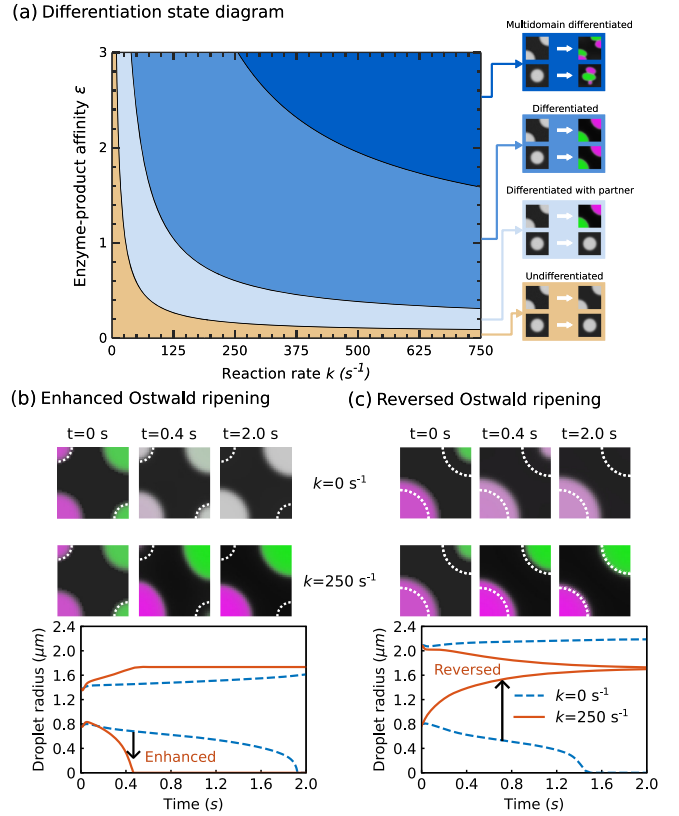 (a) Differentiation state diagram
Multidomain differentiated
Differentiated
Differentiated with partner
Undifferentiated
Enzyme-product affinity ε
3
2
1
0
0 125 250 375 500 625 750
Reaction rate k (s⁻¹)
(b) Enhanced Ostwald ripening
t=0 s t=0.4 s t=2.0 s
k=0 s⁻¹
k=250 s⁻¹
Droplet radius (μm)
2.4
2.0
1.6
1.2
0.8
0.4
0
Enhanced
0 0.4 0.8 1.2 1.6 2.0
Time (s)
(c) Reversed Ostwald ripening
t=0 s t=0.4 s t=2.0 s
Droplet radius (μm)
2.4
2.0
1.6
1.2
0.8
0.4
0
Reversed
k=0 s⁻¹
k=250 s⁻¹
0 0.4 0.8 1.2 1.6 2.0
Time (s)